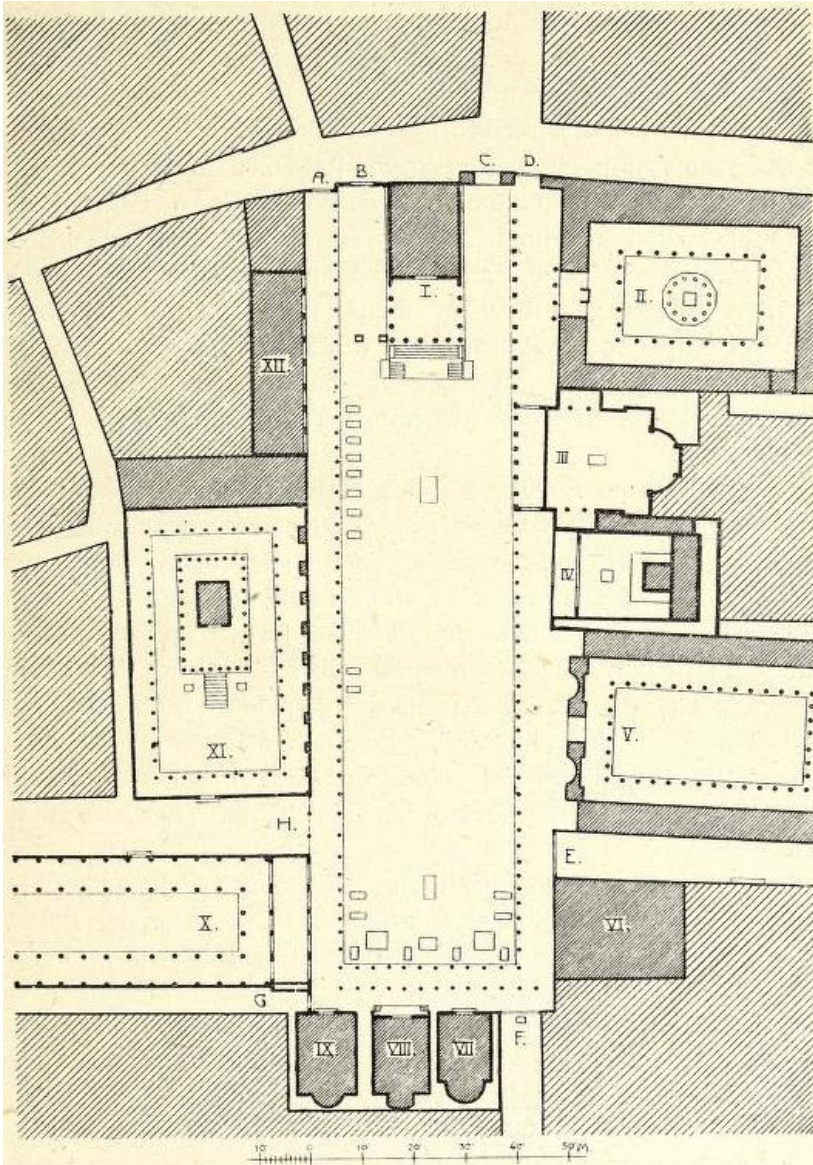 A. B. C. D.
I. II.
XII.
III
IV.
XI. V.
H.
E.
X. VI.
G
IX. VIII. VII F.
10 0 10 20 30 40 50 M.